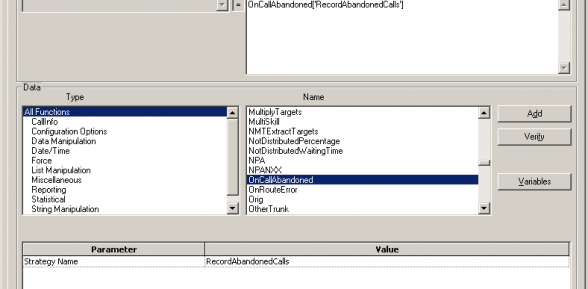 = OnCallAbandoned['RecordAbandonedCalls']
Data
Type Name
All Functions
CallInfo
Configuration Options
Data Manipulation
Date/Time
Force
List Manipulation
Miscellaneous
Reporting
Statistical
String Manipulation
MultiplyTargets
MultiSkill
NMTExtractTargets
NotDistributedPercentage
NotDistributedWaitingTime
NPA
NPANXX
OnCallAbandoned
OnRouteError
Orig
OtherTrunk
Add
Verify
Variables
Parameter Value
Strategy Name RecordAbandonedCalls